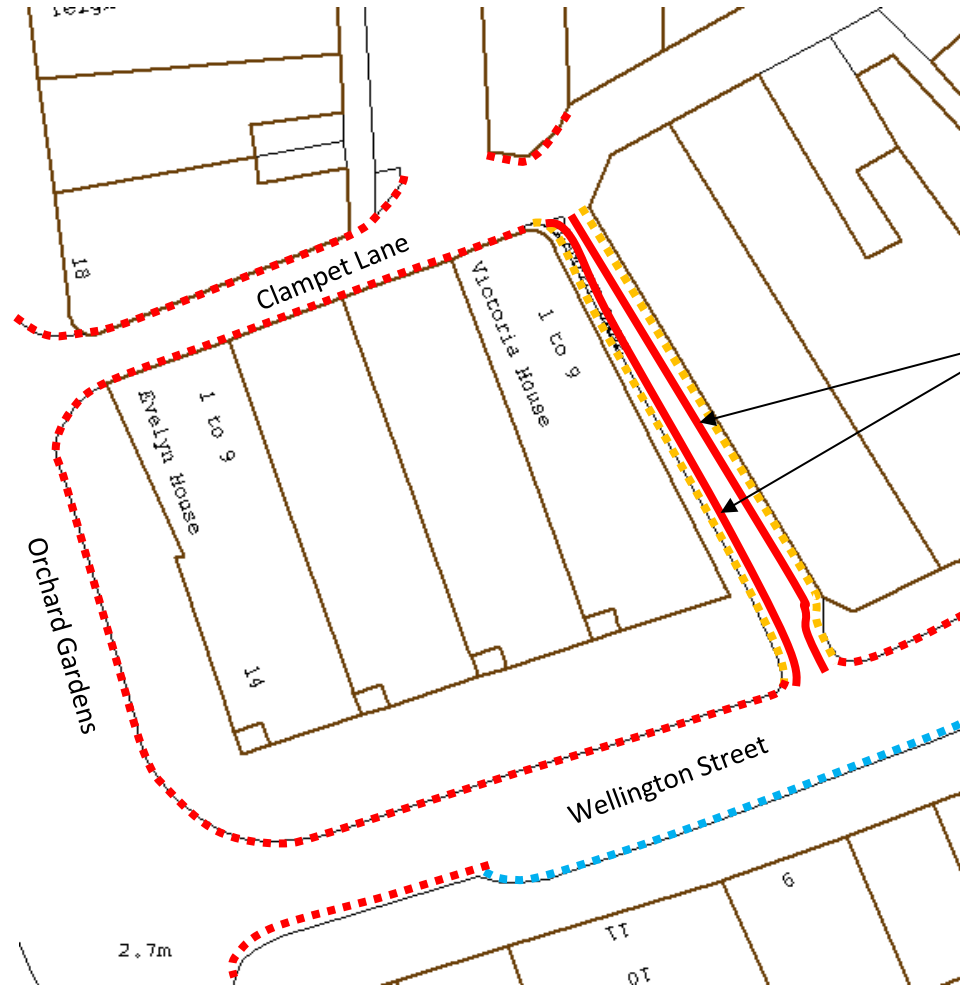 18
Clampet Lane
Victoria House
1 to 9
1 to 9
Evelyn House
Orchard Gardens
14
Wellington Street
9
11
10
2.7m